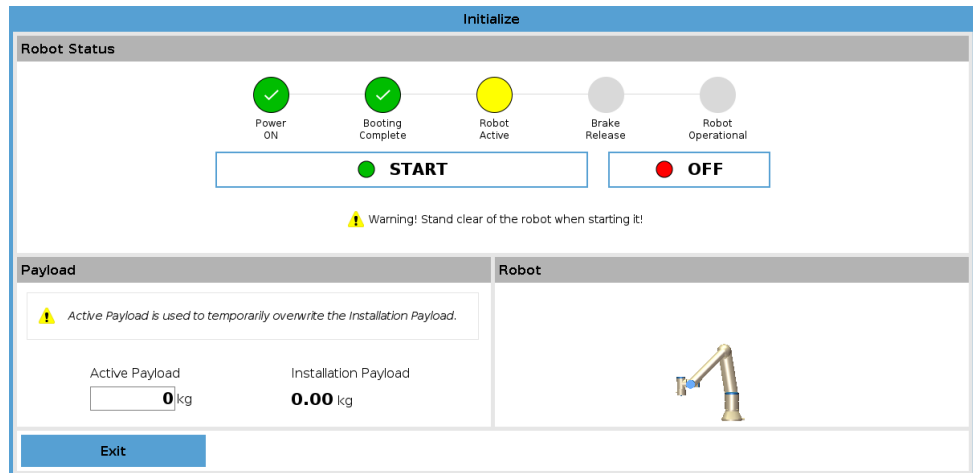 Initialize
Robot Status
Power
ON
Booting
Complete
Robot
Active
Brake
Release
Robot
Operational
START
OFF
Warning! Stand clear of the robot when starting it!
Payload
Robot
Active Payload is used to temporarily overwrite the Installation Payload.
Active Payload
Installation Payload
0 kg
0.00 kg
Exit